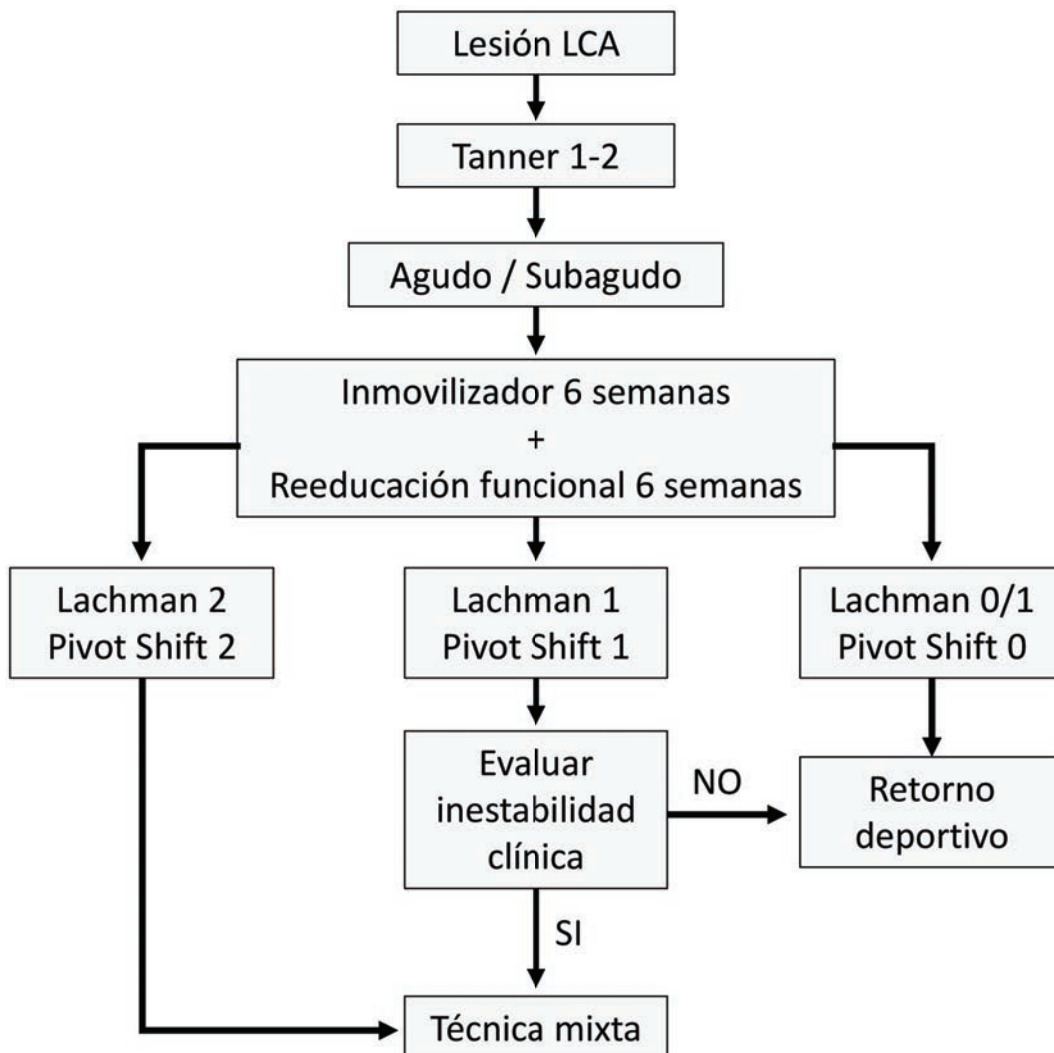 Lesión LCA
Tanner 1-2
Agudo / Subagudo
Inmovilizador 6 semanas
+
Reeducación funcional 6 semanas
Lachman 2
Pivot Shift 2
Lachman 1
Pivot Shift 1
Lachman 0/1
Pivot Shift 0
Evaluar
inestabilidad
clínica
NO
Retorno
deportivo
SI
Técnica mixta